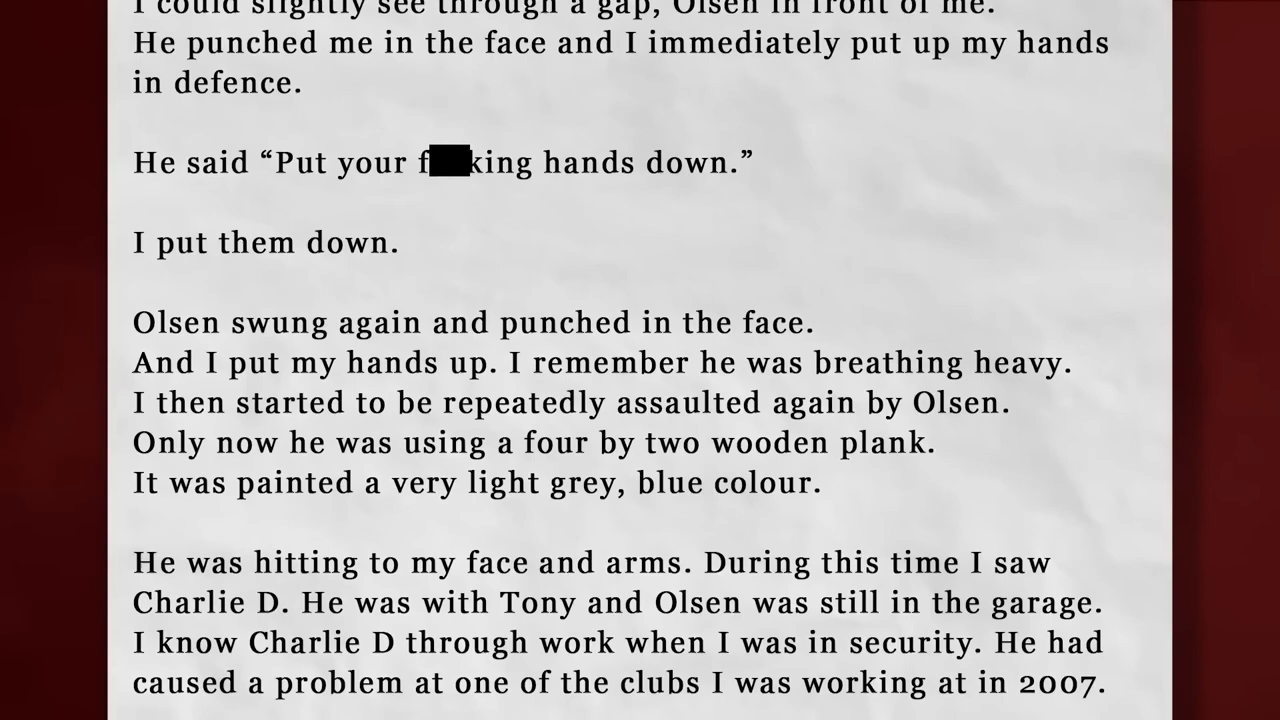 I could slightly see through a gap, Olsen in front of me.
He punched me in the face and I immediately put up my hands
in defence.
He said “Put your f king hands down.”
I put them down.
Olsen swung again and punched in the face.
And I put my hands up. I remember he was breathing heavy.
I then started to be repeatedly assaulted again by Olsen.
Only now he was using a four by two wooden plank.
It was painted a very light grey, blue colour.
He was hitting to my face and arms. During this time I saw
Charlie D. He was with Tony and Olsen was still in the garage.
I know Charlie D through work when I was in security. He had
caused a problem at one of the clubs I was working at in 2007.